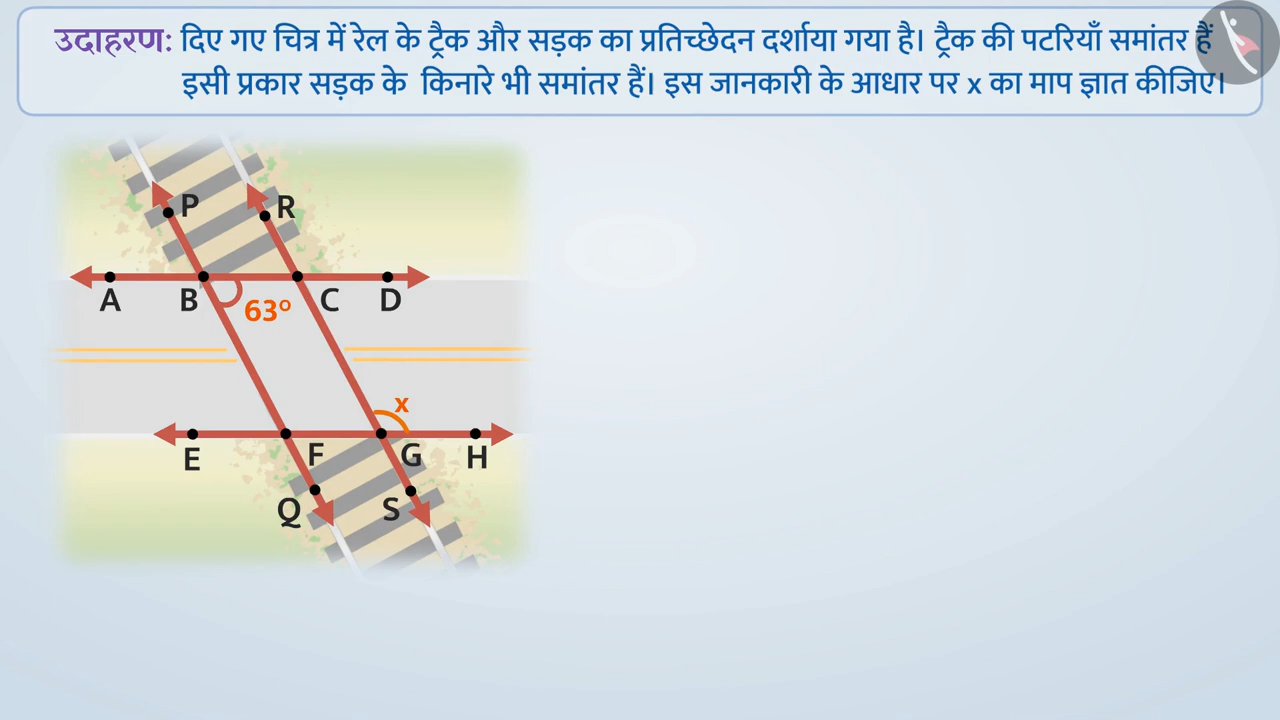 उदाहरण: दिए गए चित्र में रेल के ट्रैक और सड़क का प्रतिच्छेदन दर्शाया गया है। ट्रैक की पटरियाँ समांतर हैं
इसी प्रकार सड़क के किनारे भी समांतर हैं। इस जानकारी के आधार पर x का माप ज्ञात कीजिए।
P R
A B 63° C D
x
E F G H
Q S